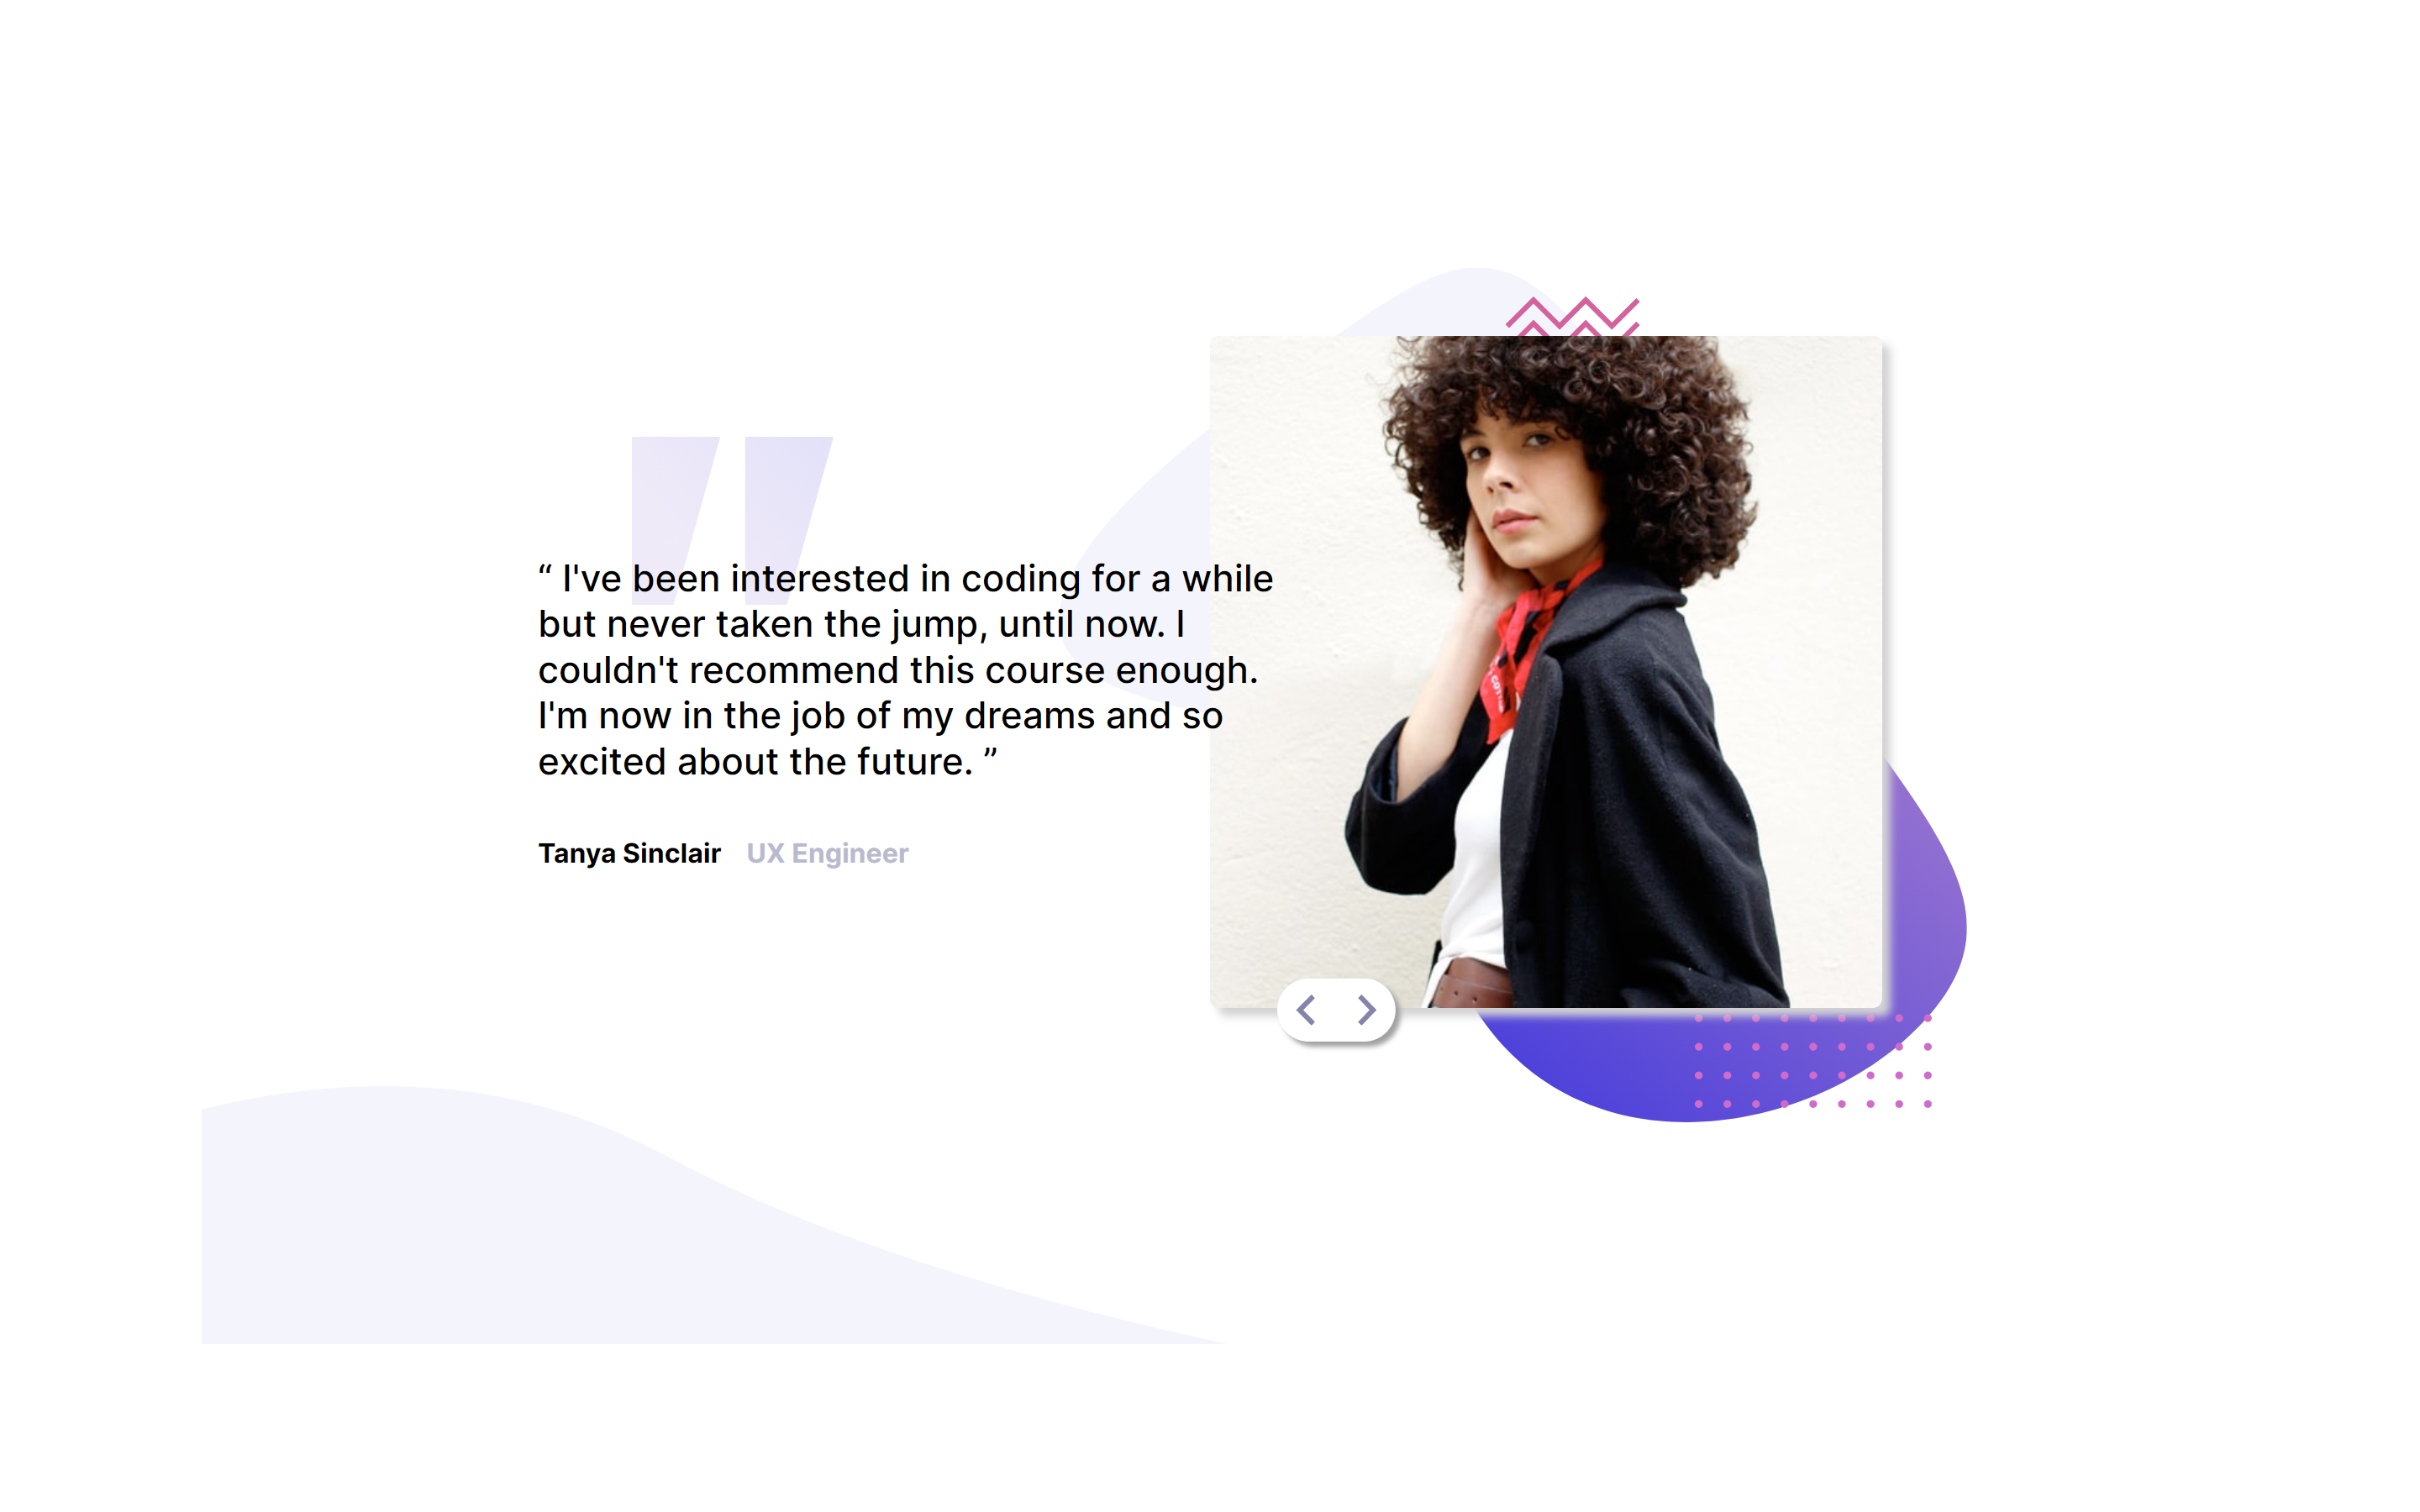 “ I've been interested in coding for a while
but never taken the jump, until now. I
couldn't recommend this course enough.
I'm now in the job of my dreams and so
excited about the future. ”
Tanya Sinclair UX Engineer